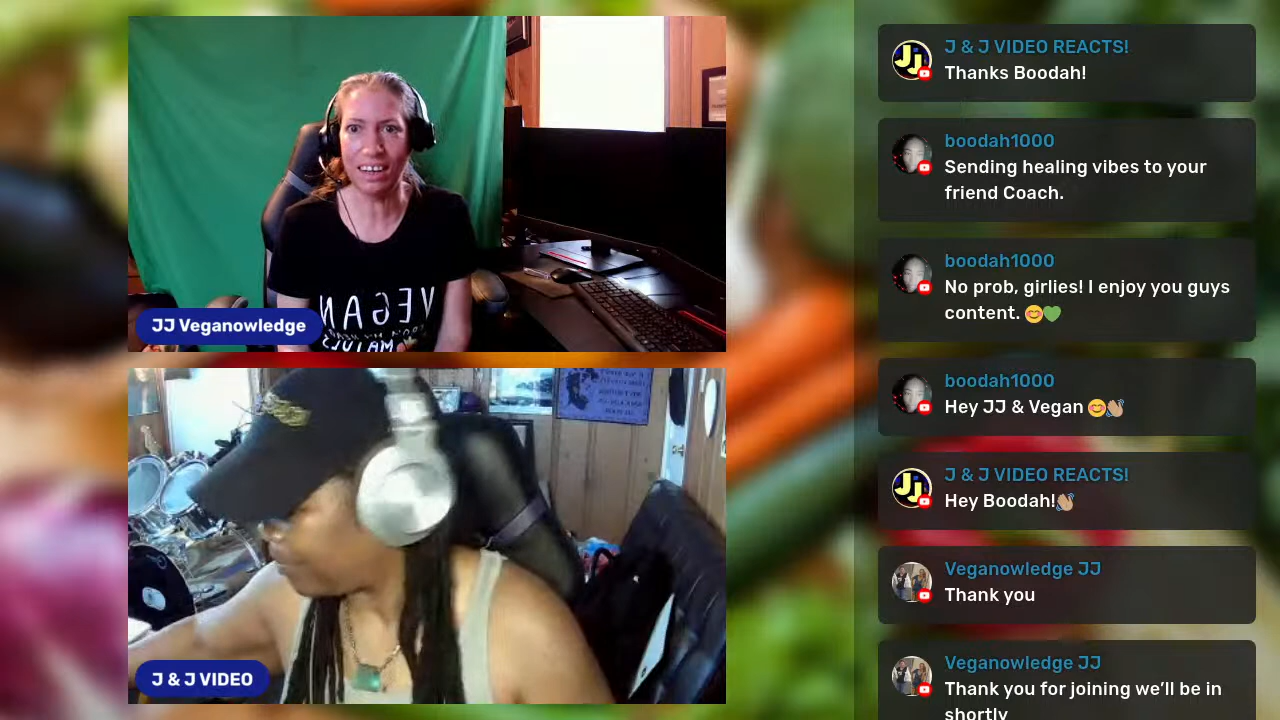 VEGAN
JJ Veganowledge
J & J VIDEO
J & J VIDEO REACTS!
Thanks Boodah!
boodah1000
Sending healing vibes to your
friend Coach.
boodah1000
No prob, girlies! I enjoy you guys
content. 😊💚
boodah1000
Hey JJ & Vegan 😊👋🏽
J & J VIDEO REACTS!
Hey Boodah!👋🏽
Veganowledge JJ
Thank you
Veganowledge JJ
Thank you for joining we'll be in
shortly